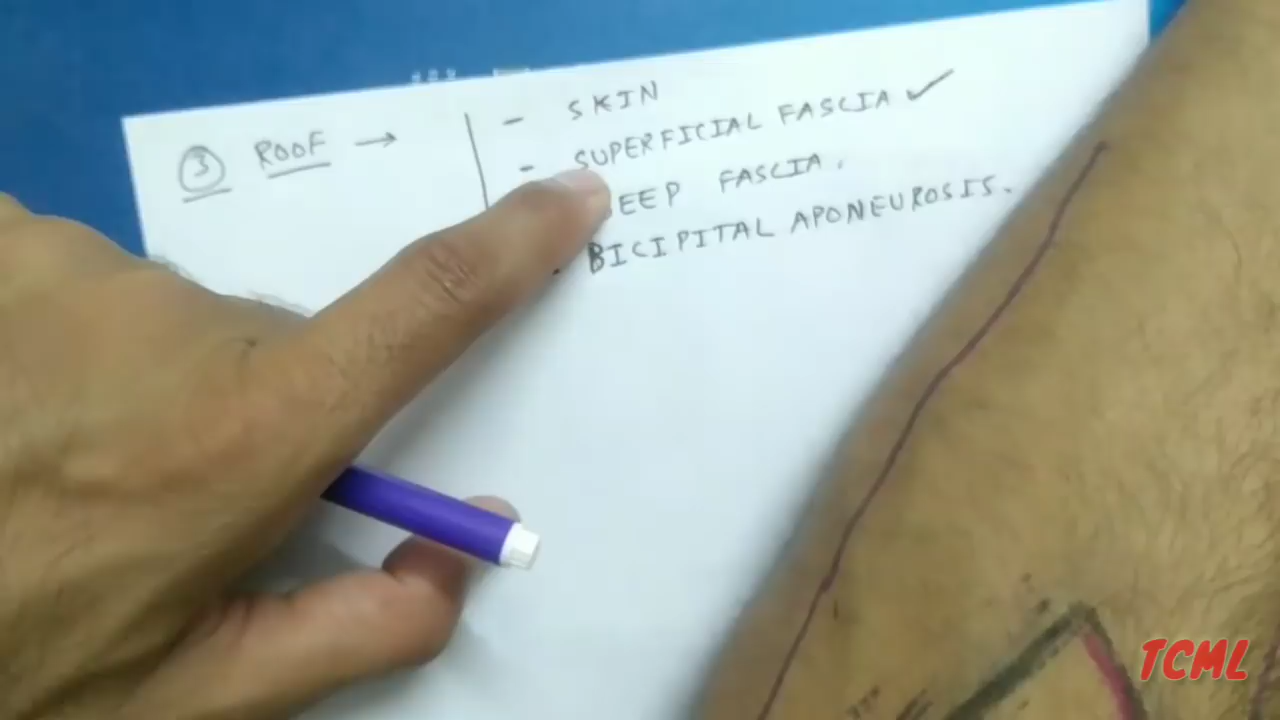 ③ ROOF →
- SKIN
- SUPERFICIAL FASCIA ✓
EEP FASCIA.
BICIPITAL APONEUROSIS.
TCML